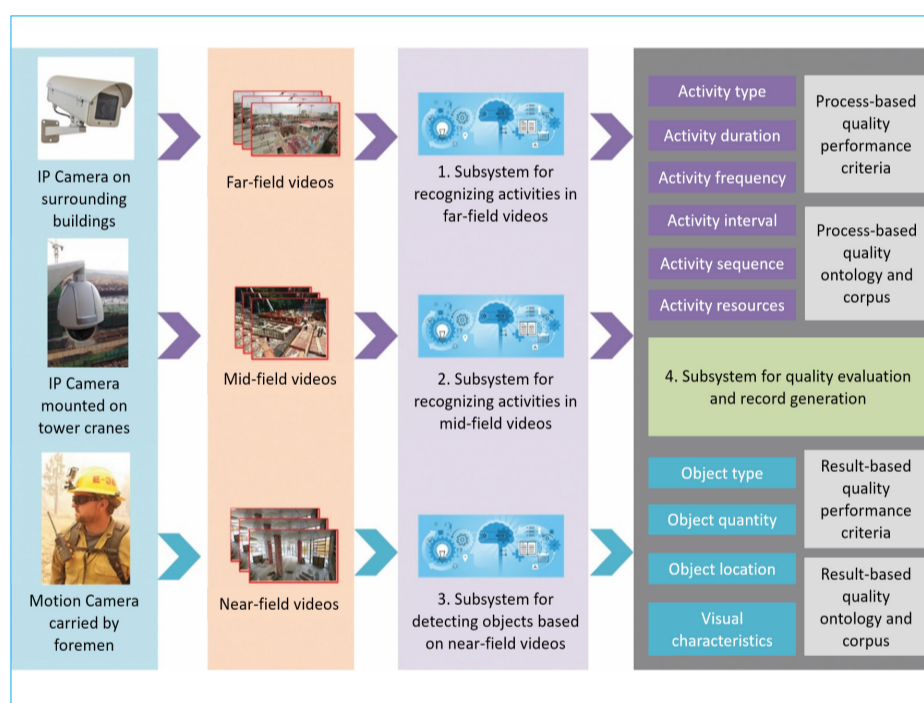 IP Camera on
surrounding
buildings
IP Camera
mounted on
tower cranes
E-3
Motion Camera
carried by
foremen
Far-field videos
Mid-field videos
Near-field videos
1. Subsystem for
recognizing activities in
far-field videos
2. Subsystem for
recognizing activities in
mid-field videos
3. Subsystem for
detecting objects based
on near-field videos
Activity type
Activity duration
Activity frequency
Activity interval
Activity sequence
Activity resources
Process-based
quality
performance
criteria
Process-based
quality
ontology and
corpus
4. Subsystem for quality evaluation
and record generation
Object type
Object quantity
Object location
Visual
characteristics
Result-based
quality
performance
criteria
Result-based
quality
ontology and
corpus